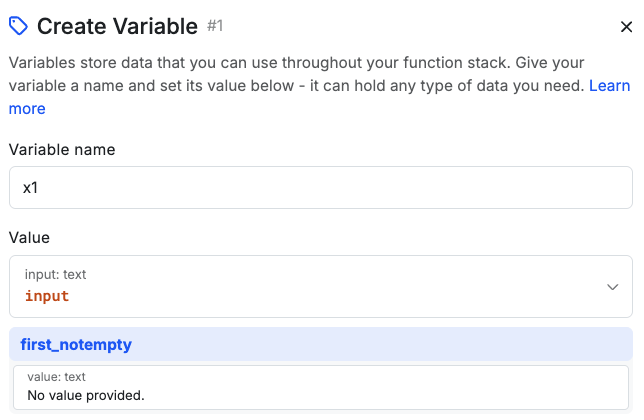 Create Variable #1
Variables store data that you can use throughout your function stack. Give your
variable a name and set its value below - it can hold any type of data you need. Learn
more
Variable name
x1
Value
input: text
input
first_notempty
value: text
No value provided.